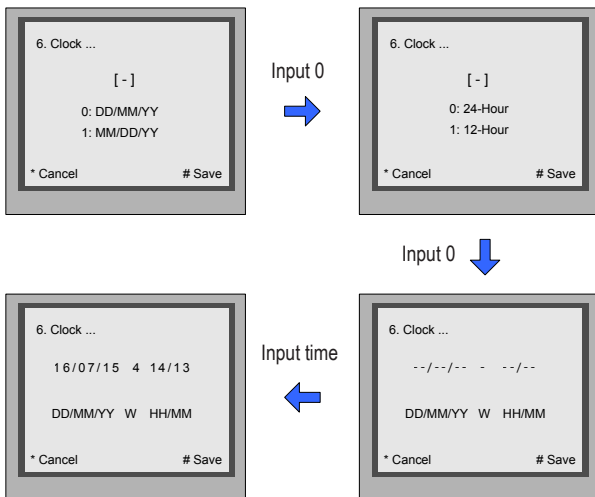 6. Clock ...
[ - ]
0: DD/MM/YY
1: MM/DD/YY
* Cancel # Save
Input 0
6. Clock ...
[ - ]
0: 24-Hour
1: 12-Hour
* Cancel # Save
Input 0
6. Clock ...
--/--/-- - --/--
DD/MM/YY W HH/MM
* Cancel # Save
Input time
6. Clock ...
16/07/15 4 14/13
DD/MM/YY W HH/MM
* Cancel # Save